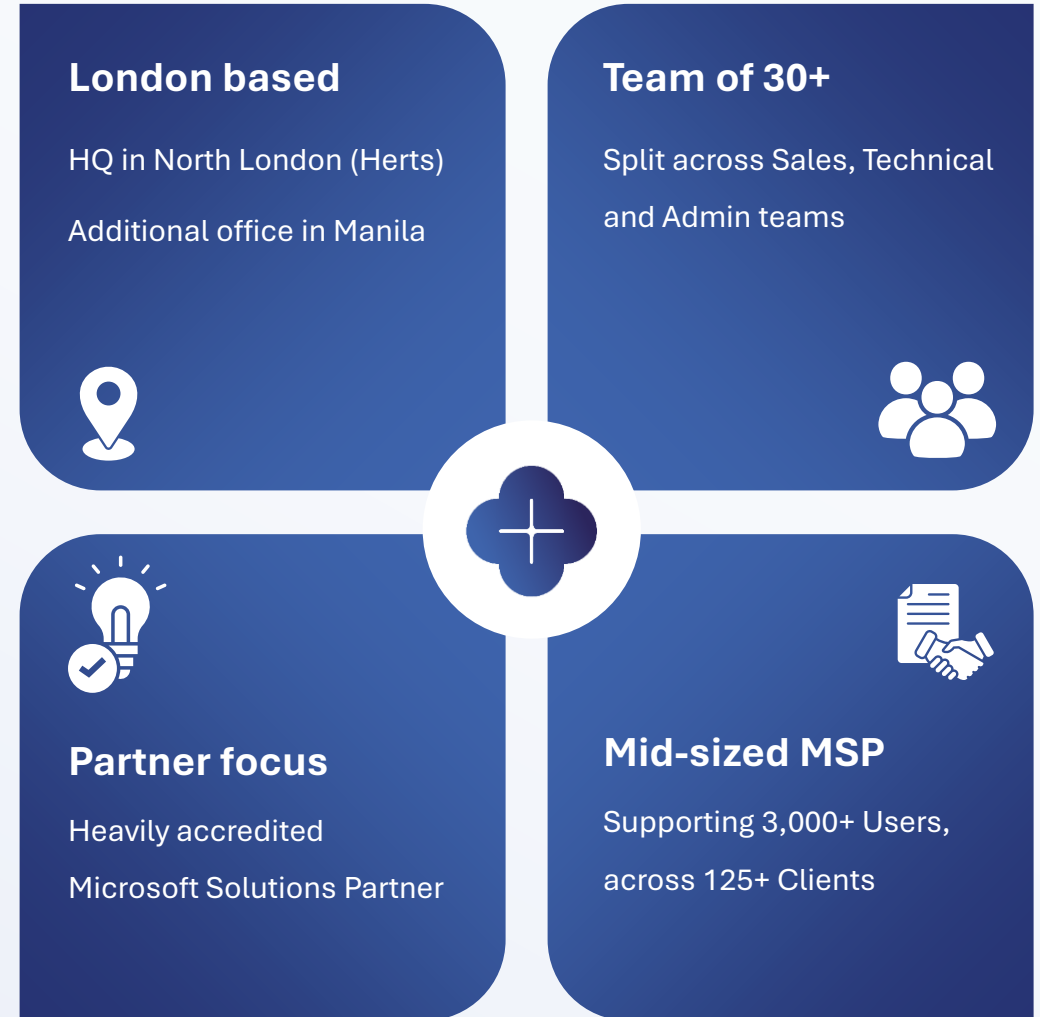 London based
HQ in North London (Herts)
Additional office in Manila
Team of 30+
Split across Sales, Technical
and Admin teams
Partner focus
Heavily accredited
Microsoft Solutions Partner
Mid-sized MSP
Supporting 3,000+ Users,
across 125+ Clients